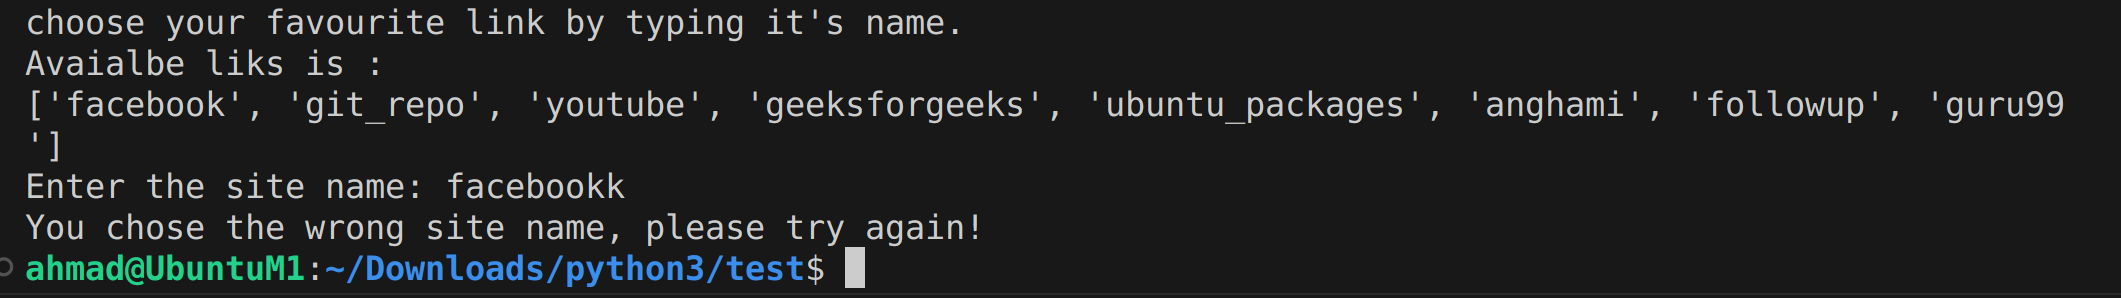 choose your favourite link by typing it's name.
Avaialbe liks is :
['facebook', 'git_repo', 'youtube', 'geeksforgeeks', 'ubuntu_packages', 'anghami', 'followup', 'guru99
']
Enter the site name: facebookk
You chose the wrong site name, please try again!
ahmad@UbuntuM1:~/Downloads/python3/test$